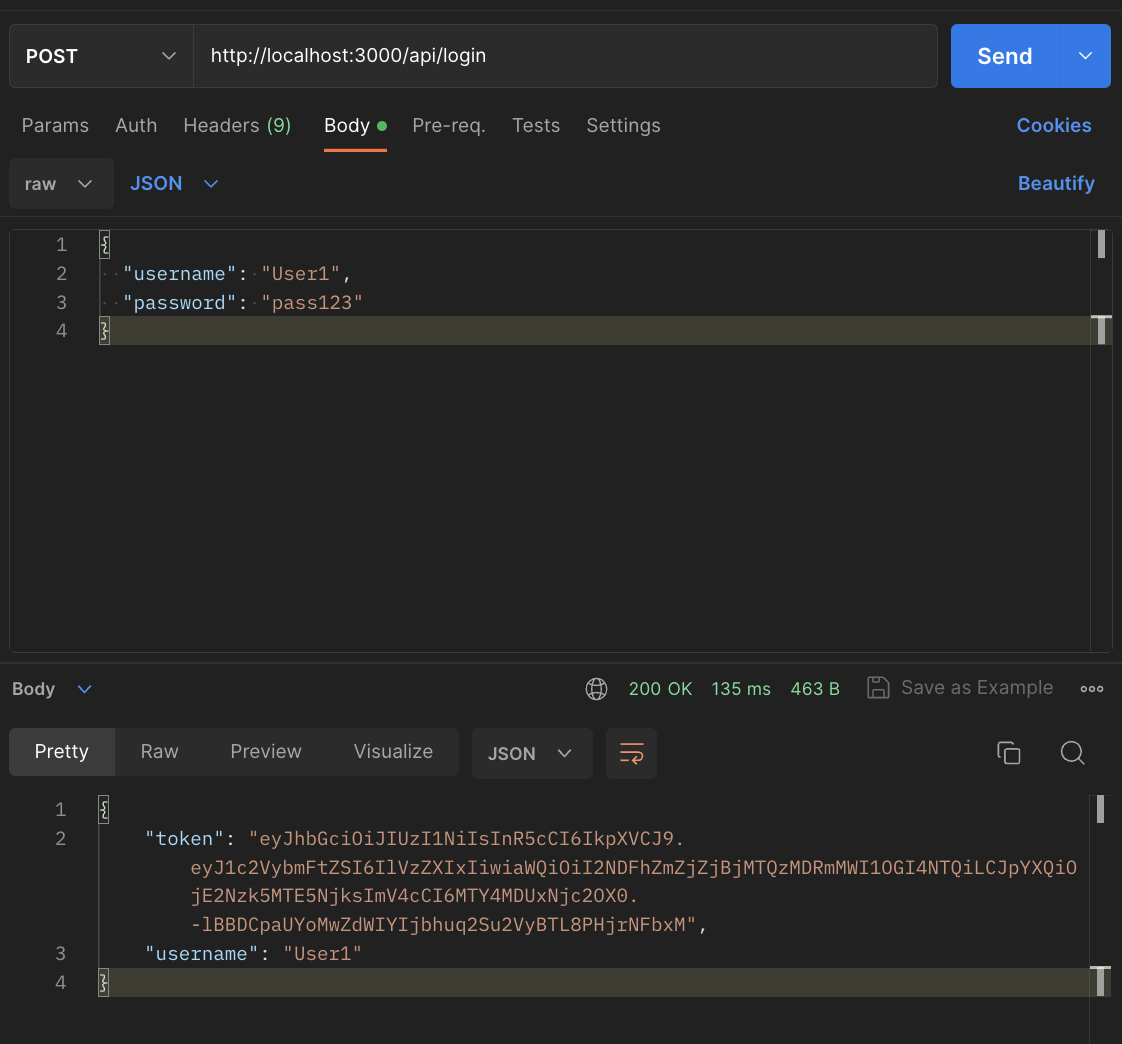 POST http://localhost:3000/api/login Send
Params Auth Headers (9) Body Pre-req. Tests Settings Cookies
raw JSON Beautify
1 {
2 "username": "User1",
3 "password": "pass123"
4 }
Body 200 OK 135 ms 463 B Save as Example
Pretty Raw Preview Visualize JSON
1 {
2 "token": "eyJhbGciOiJIUzI1NiIsInR5cCI6IkpXVCJ9.
eyJ1c2VybmFtZSI6IlVzZXIxIiwiaWQiOiI2NDFhZmZjZjBjMTQzMDRmMWI1OGI4NTQiLCJpYXQiO
jE2Nzk5MTE5NjksImV4cCI6MTY4MDUxNjc2OX0.
-lBBDCpaUYoMwZdWIYIjbhuq2Su2VyBTL8PHjrNFbxM",
3 "username": "User1"
4 }